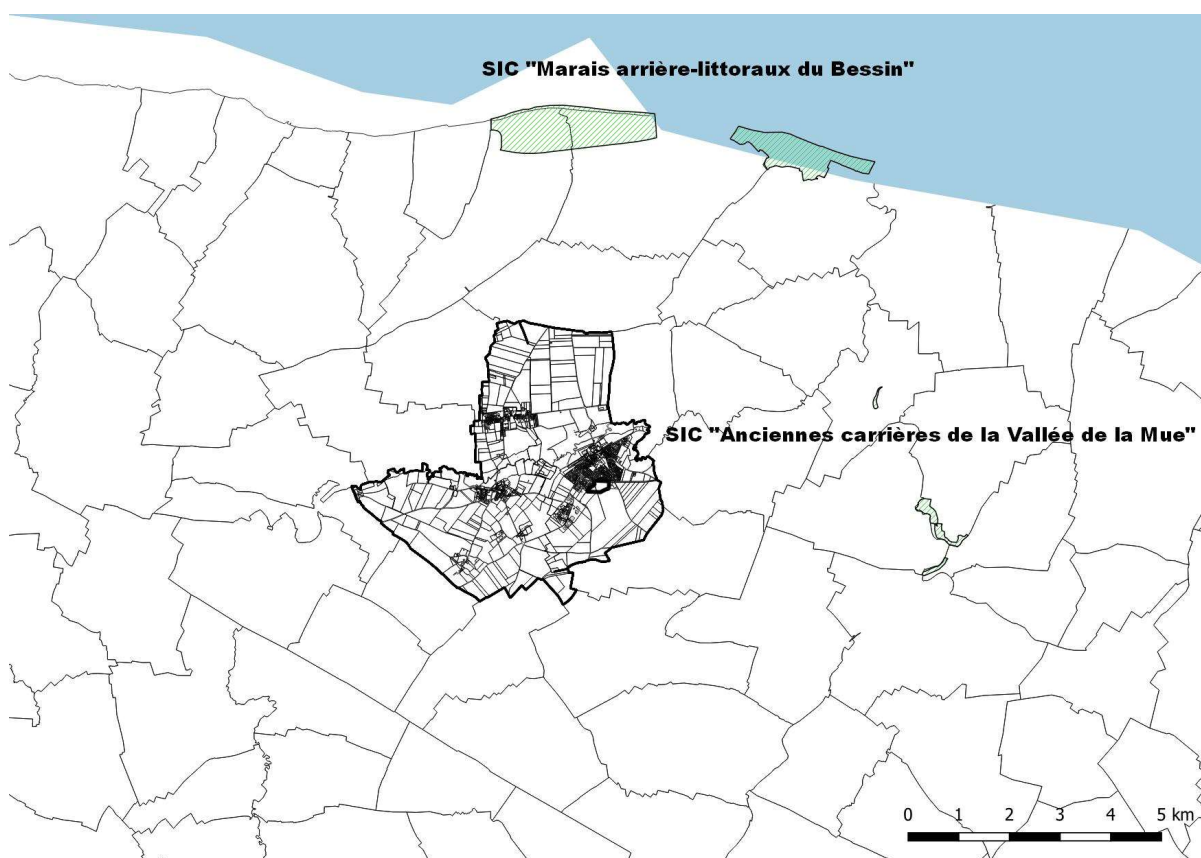 SIC "Marais arrière-littoraux du Bessin"
SIC "Anciennes carrières de la Vallée de la Mue"
0 1 2 3 4 5 km